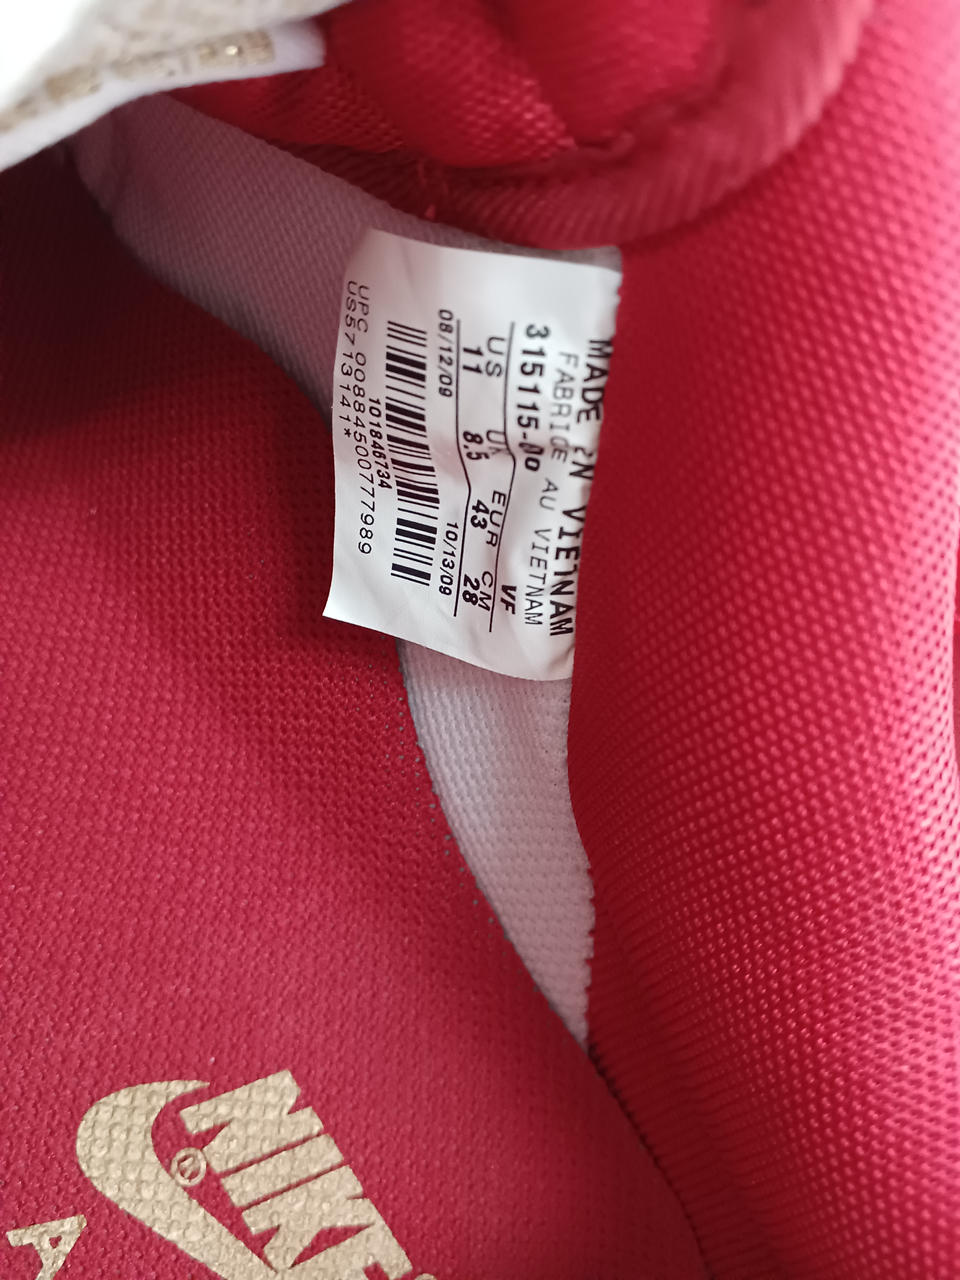 MADE IN VIETNAM
FABRIQUE AU VIETNAM
315115-00 VF
US UK EUR CM
11 8.5 43 28
08/12/09 10/13/09
101846734
UPC 00884500777989
US5713141*
NIKE
A